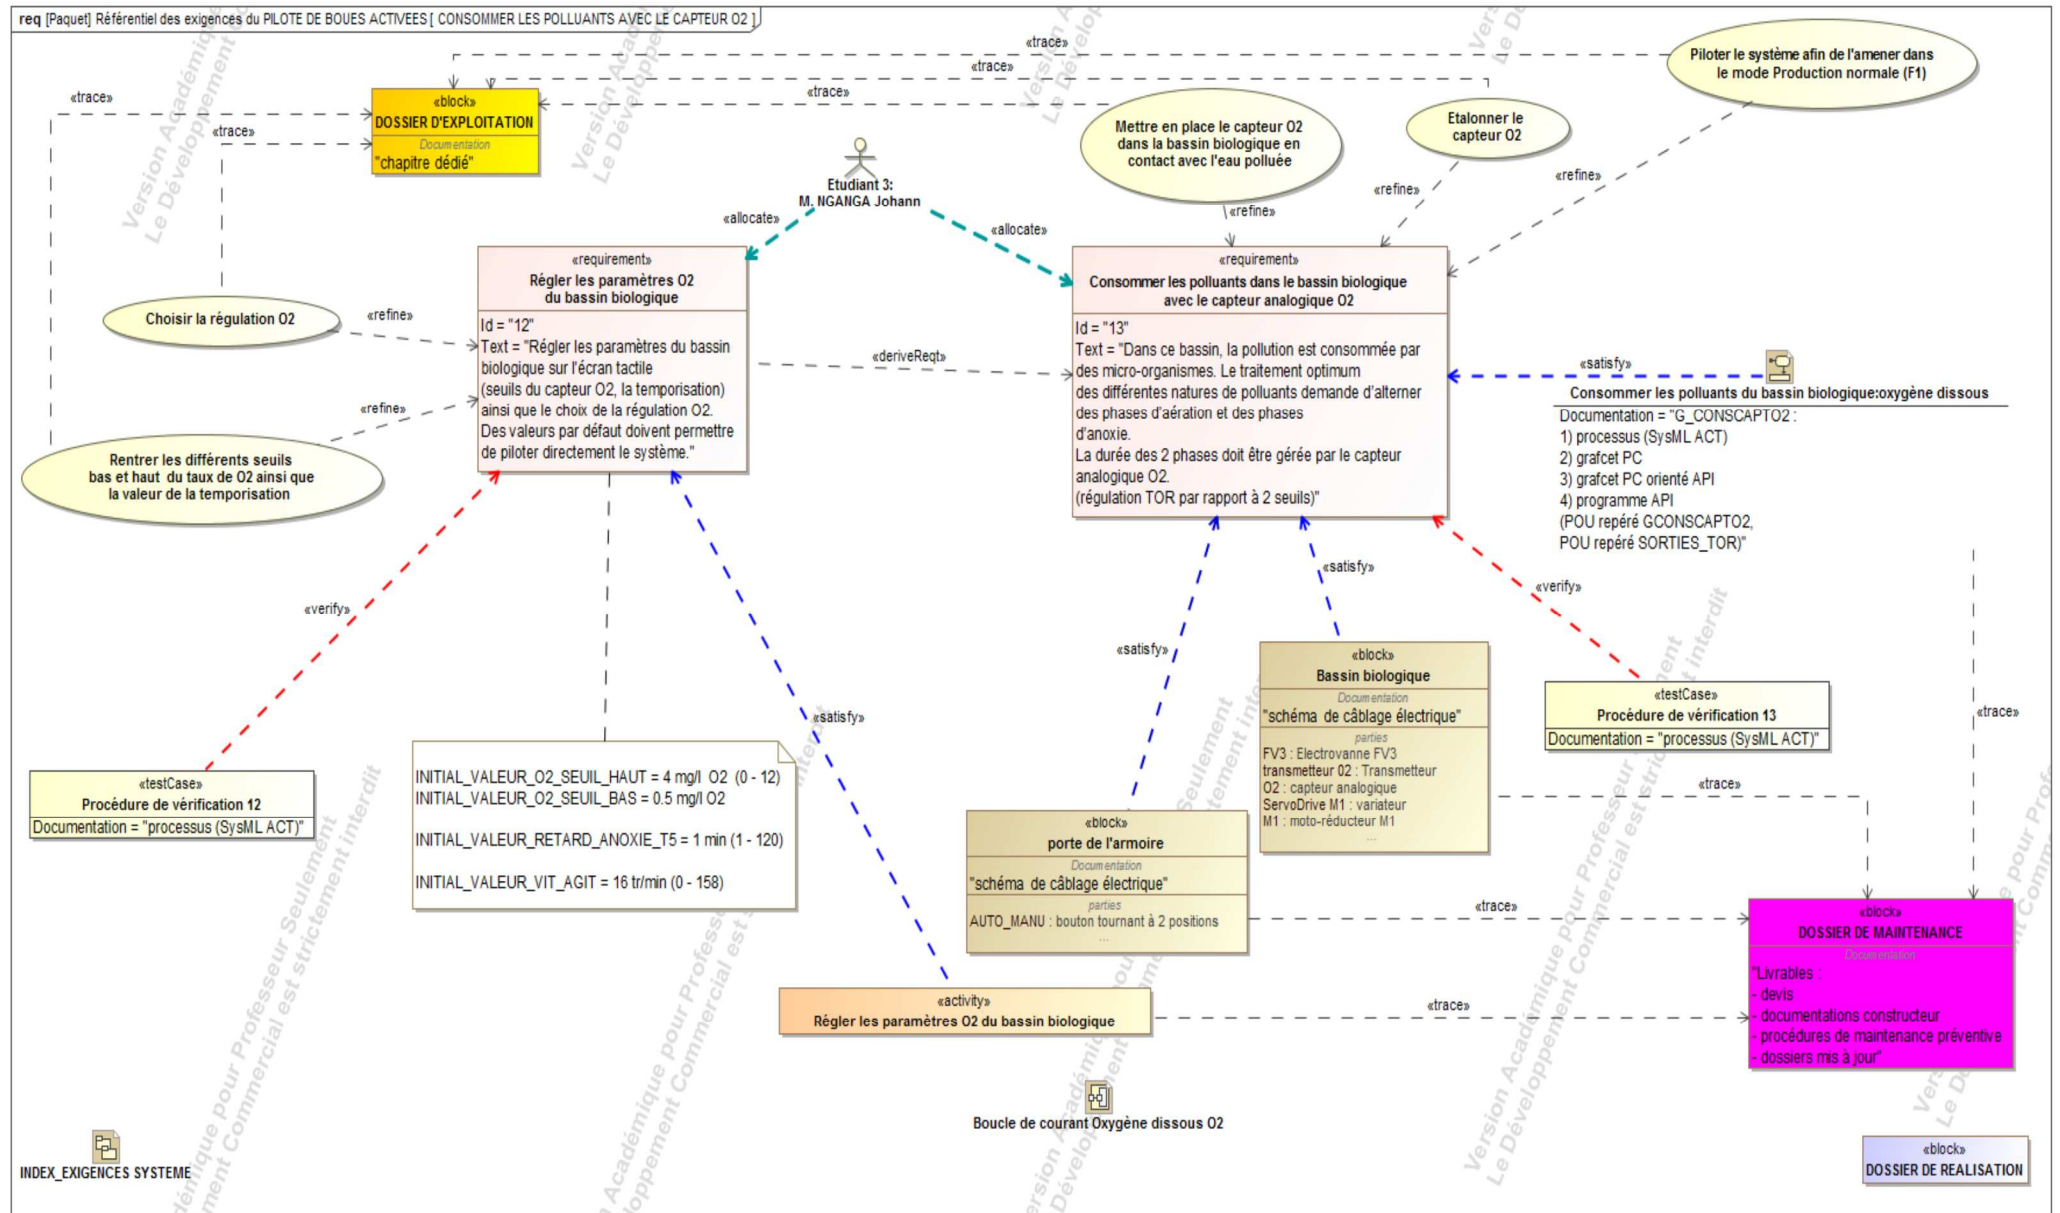 req [Paquet] Référentiel des exigences du PILOTE DE BOUES ACTIVEES [ CONSOMMER LES POLLUANTS AVEC LE CAPTEUR O2 ]
«trace»
«trace»
«trace»
«trace»
«trace»
«block»
DOSSIER D'EXPLOITATION
Documentation
"chapitre dédié"
Piloter le système afin de l'amener dans
le mode Production normale (F1)
Mettre en place le capteur O2
dans la bassin biologique en
contact avec l'eau polluée
Etalonner le
capteur O2
Etudiant 3:
M. NGANGA Johann
«allocate»
«allocate»
«refine»
«refine»
«refine»
Choisir la régulation O2
«refine»
Rentrer les différents seuils
bas et haut du taux de O2 ainsi que
la valeur de la temporisation
«refine»
«requirement»
Régler les paramètres O2
du bassin biologique
Id = "12"
Text = "Régler les paramètres du bassin
biologique sur l'écran tactile
(seuils du capteur O2, la temporisation)
ainsi que le choix de la régulation O2.
Des valeurs par défaut doivent permettre
de piloter directement le système."
«deriveReqt»
«requirement»
Consommer les polluants dans le bassin biologique
avec le capteur analogique O2
Id = "13"
Text = "Dans ce bassin, la pollution est consommée par
des micro-organismes. Le traitement optimum
des différentes natures de polluants demande d'alterner
des phases d'aération et des phases
d'anoxie.
La durée des 2 phases doit être gérée par le capteur
analogique O2.
(régulation TOR par rapport à 2 seuils)"
«satisfy»
Consommer les polluants du bassin biologique:oxygène dissous
Documentation = "G_CONSCAPTO2 :
1) processus (SysML ACT)
2) grafcet PC
3) grafcet PC orienté API
4) programme API
(POU repéré GCONSCAPTO2,
POU repéré SORTIES_TOR)"
«verify»
«satisfy»
«satisfy»
«satisfy»
«verify»
«trace»
«testCase»
Procédure de vérification 12
Documentation = "processus (SysML ACT)"
INITIAL_VALEUR_O2_SEUIL_HAUT = 4 mg/l O2 (0 - 12)
INITIAL_VALEUR_O2_SEUIL_BAS = 0.5 mg/l O2
INITIAL_VALEUR_RETARD_ANOXIE_T5 = 1 min (1 - 120)
INITIAL_VALEUR_VIT_AGIT = 16 tr/min (0 - 158)
«block»
Bassin biologique
Documentation
"schéma de câblage électrique"
parties
FV3 : Electrovanne FV3
transmetteur 02 : Transmetteur
O2 : capteur analogique
ServoDrive M1 : variateur
M1 : moto-réducteur M1
...
«testCase»
Procédure de vérification 13
Documentation = "processus (SysML ACT)"
«trace»
«block»
porte de l'armoire
Documentation
"schéma de câblage électrique"
parties
AUTO_MANU : bouton tournant à 2 positions
...
«trace»
«activity»
Régler les paramètres O2 du bassin biologique
«trace»
«block»
DOSSIER DE MAINTENANCE
Documentation
"Livrables :
- devis
- documentations constructeur
- procédures de maintenance préventive
- dossiers mis à jour"
Boucle de courant Oxygène dissous O2
INDEX_EXIGENCES SYSTEME
«block»
DOSSIER DE REALISATION